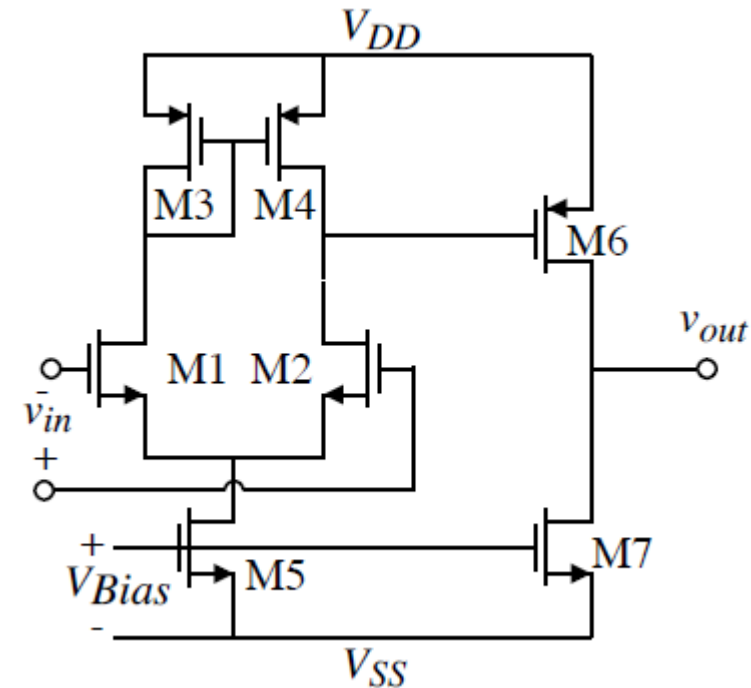 VDD
M3 M4
M6
vout
M1 M2
-
vin
+
+
M5
M7
VBias
-
VSS